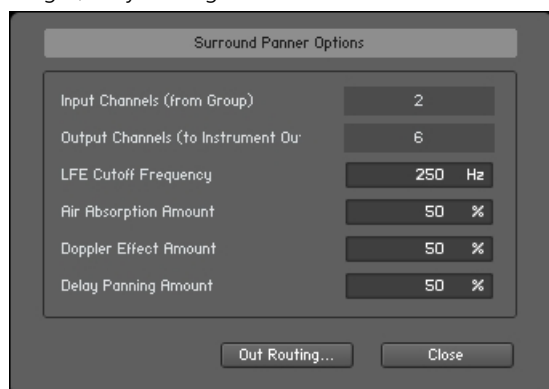 Surround Panner Options
Input Channels (from Group) 2
Output Channels (to Instrument Ou 6
LFE Cutoff Frequency 250 Hz
Air Absorption Amount 50 %
Doppler Effect Amount 50 %
Delay Panning Amount 50 %
Out Routing... Close